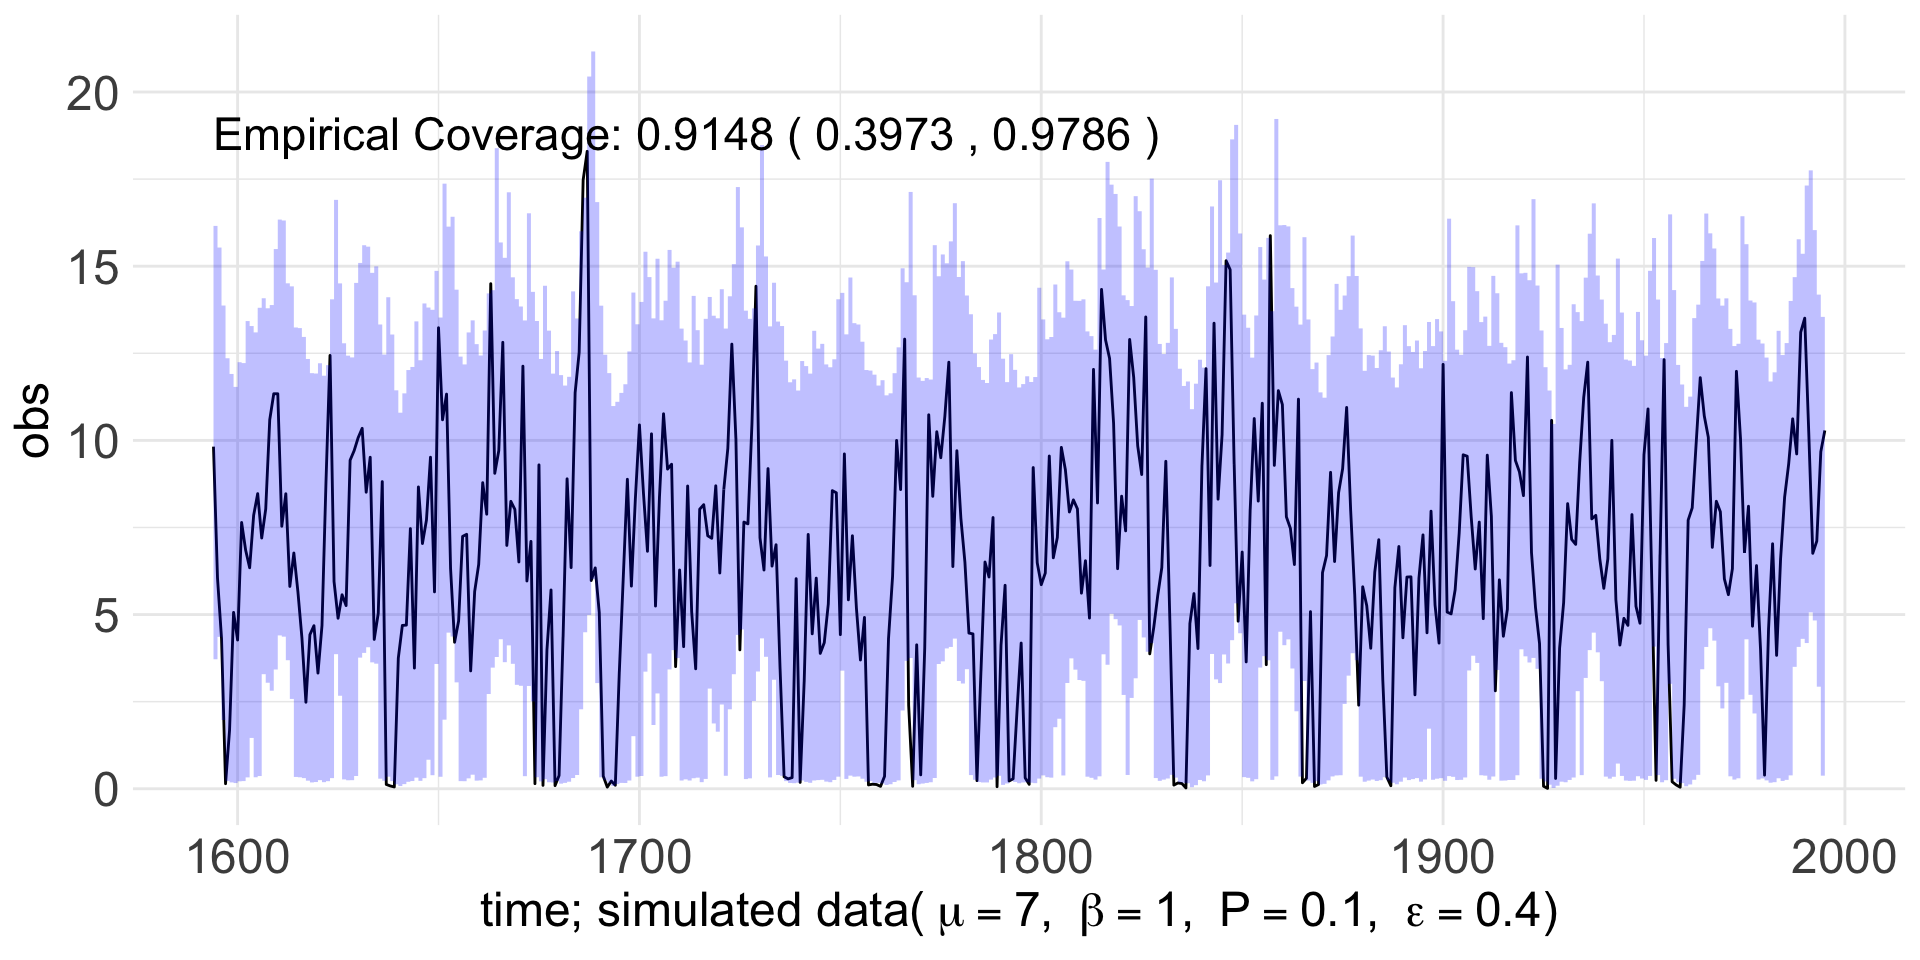 20
Empirical Coverage: 0.9148 ( 0.3973 , 0.9786 )
15
obs
10
5
0
1600 1700 1800 1900 2000
time; simulated data( μ = 7, β = 1, P = 0.1, ε = 0.4)